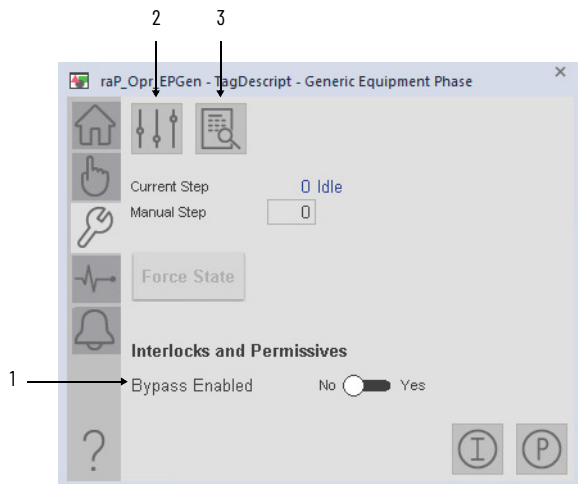 2 3
raP_Opr_EPGen - TagDescript - Generic Equipment Phase ×
Current Step 0 Idle
Manual Step 0
Force State
Interlocks and Permissives
1 Bypass Enabled No Yes
? I P